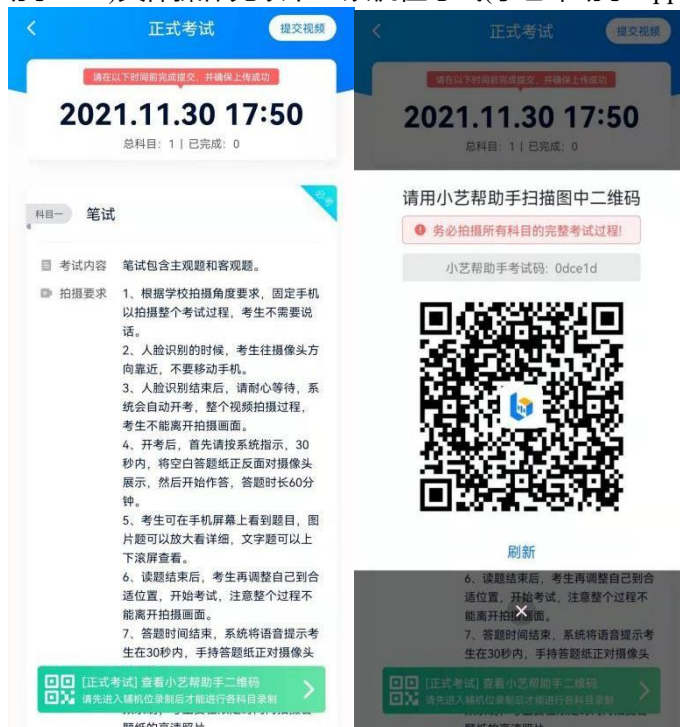 正式考试
提交视频
请在以下时间前完成提交，并确保上传成功
2021.11.30 17:50
总科目：1 | 已完成：0
必考
科目一
笔试
考试内容
笔试包含主观题和客观题。
拍摄要求
1、根据学校拍摄角度要求，固定手机
以拍摄整个考试过程，考生不需要说
话。
2、人脸识别的时候，考生往摄像头方
向靠近，不要移动手机。
3、人脸识别结束后，请耐心等待，系
统会自动开考，整个视频拍摄过程，
考生不能离开拍摄画面。
4、开考后，首先请按系统指示，30
秒内，将空白答题纸正反面对摄像头
展示，然后开始作答，答题时长60分
钟。
5、考生可在手机屏幕上看到题目，图
片题可以放大看详细，文字题可以上
下滚屏查看。
6、读题结束后，考生再调整自己到合
适位置，开始考试，注意整个过程不
能离开拍摄画面。
7、答题时间结束，系统将语音提示考
生在30秒内，手持答题纸正对摄像头
[正式考试] 查看小艺帮助手二维码
请先进入辅机位录制后才能进行各科目录制
题纸的高清照片
正式考试
提交视频
请在以下时间前完成提交，并确保上传成功
2021.11.30 17:50
总科目：1 | 已完成：0
请用小艺帮助手扫描图中二维码
务必拍摄所有科目的完整考试过程!
小艺帮助手考试码：0dce1d
刷新
6、读题结束后，考生再调整自己到合
适位置，开始考试，注意整个过程不
能离开拍摄画面。
7、答题时间结束，系统将语音提示考
生在30秒内，手持答题纸正对摄像头
[正式考试] 查看小艺帮助手二维码
请先进入辅机位录制后才能进行各科目录制
题纸的高清照片